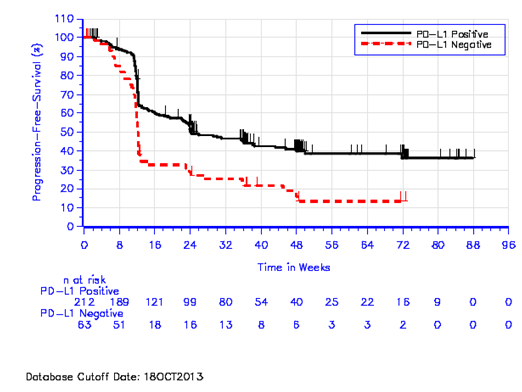 110
100
90
80
70
60
50
40
30
20
10
0
Progression-Free-Survival (%)
PD-L1 Positive
PD-L1 Negative
0 8 16 24 32 40 48 56 64 72 80 88 96
Time in Weeks
n at risk
PD-L1 Positive
212 189 121 99 80 54 40 25 22 16 9 0 0
PD-L1 Negative
63 51 18 16 13 8 6 3 3 2 0 0 0
Database Cutoff Date: 18OCT2013